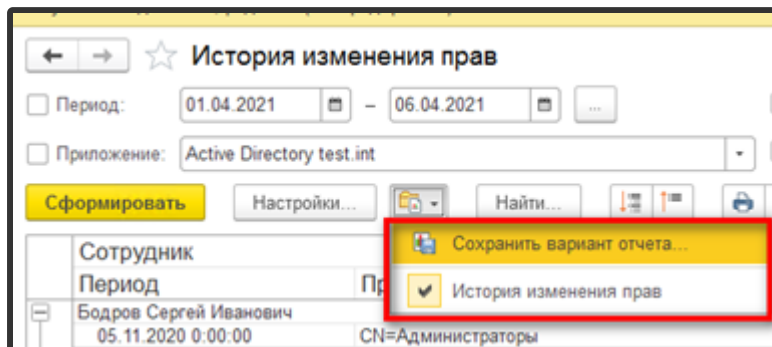 История изменения прав
Период: 01.04.2021 – 06.04.2021 ...
Приложение: Active Directory test.int
Сформировать Настройки... Найти...
Сохранить вариант отчета...
История изменения прав
Сотрудник
Период
Бодров Сергей Иванович
05.11.2020 0:00:00 CN=Администраторы